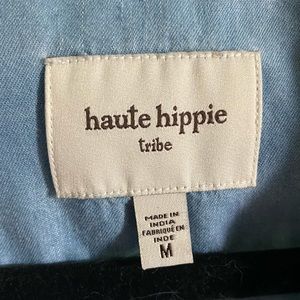 haute hippie
tribe
MADE IN
INDIA
FABRIQUÉ EN
INDE
M